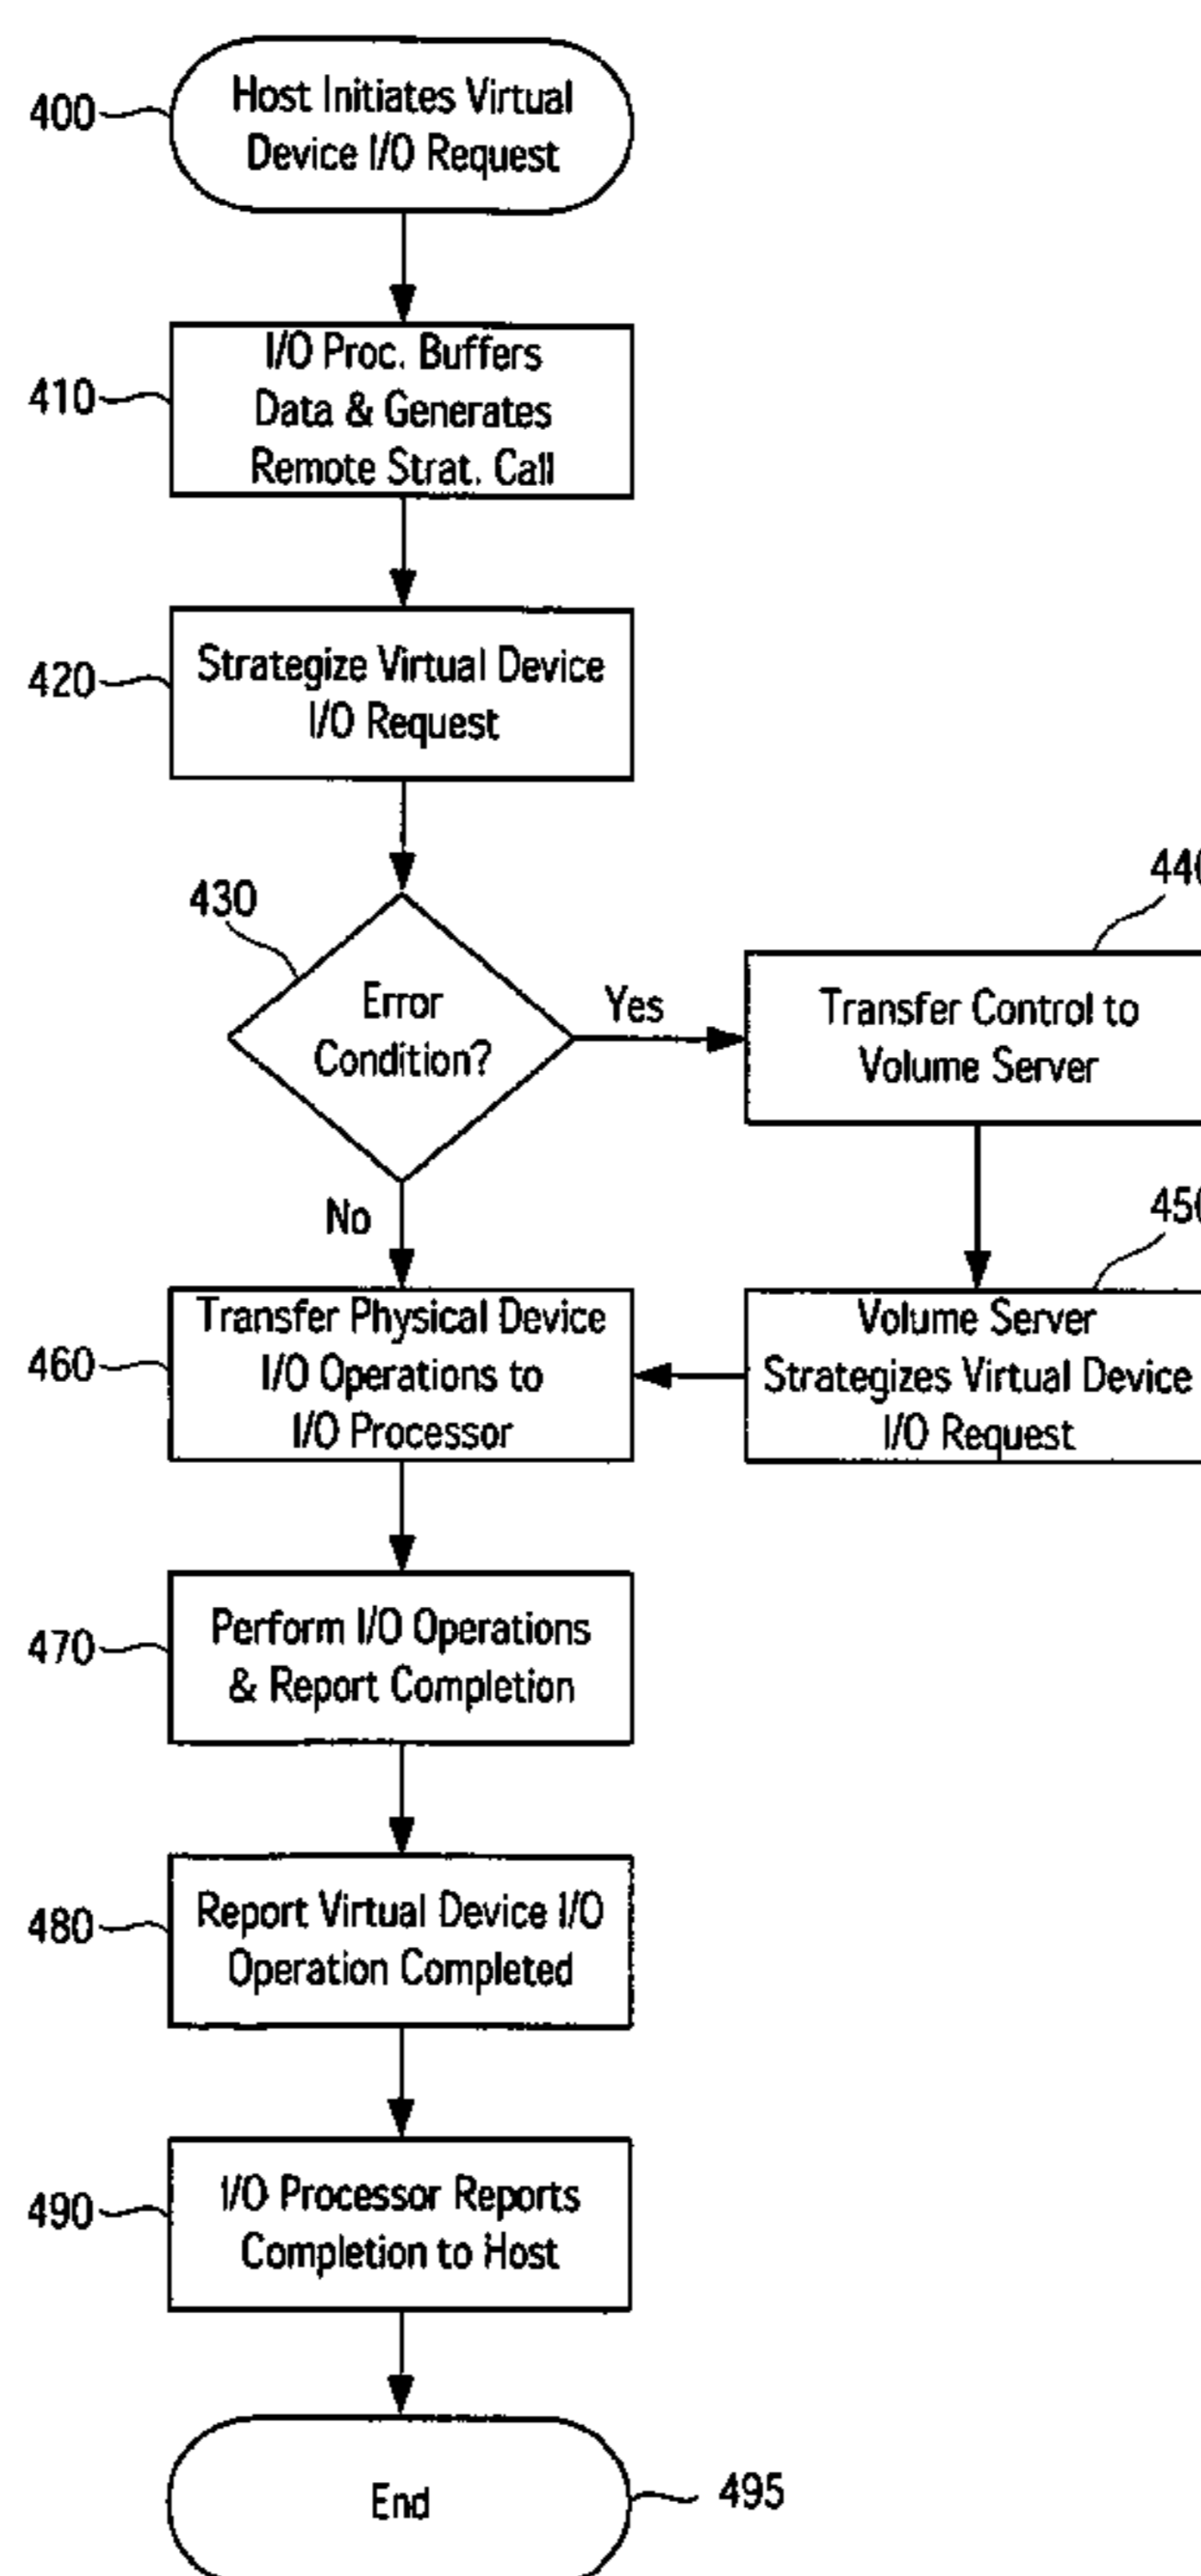 400
Host Initiates Virtual
Device I/O Request
410
I/O Proc. Buffers
Data & Generates
Remote Strat. Call
420
Strategize Virtual Device
I/O Request
430
Error
Condition?
Yes
No
440
Transfer Control to
Volume Server
450
Volume Server
Strategizes Virtual Device
I/O Request
460
Transfer Physical Device
I/O Operations to
I/O Processor
470
Perform I/O Operations
& Report Completion
480
Report Virtual Device I/O
Operation Completed
490
I/O Processor Reports
Completion to Host
End
495